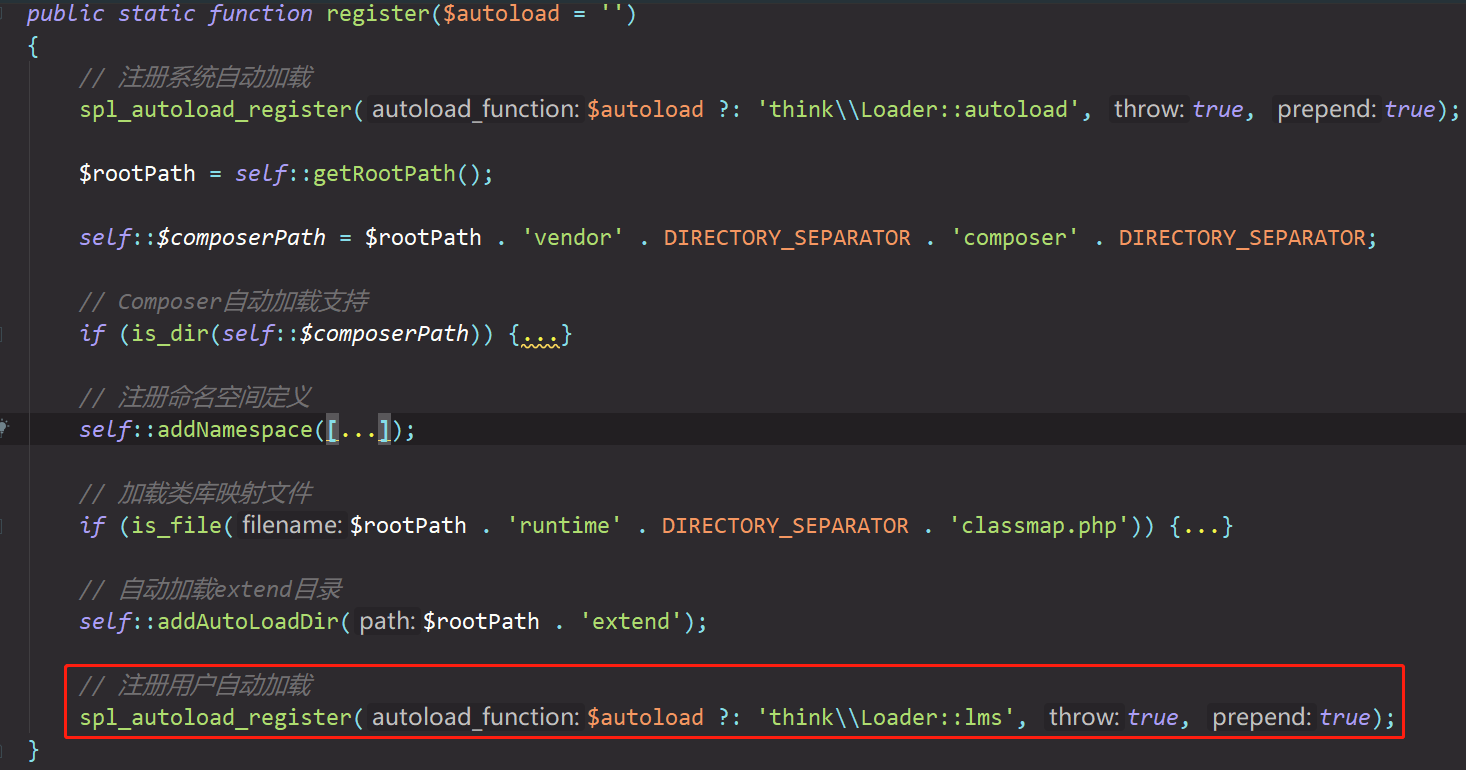 public static function register($autoload = '')
{
// 注册系统自动加载
spl_autoload_register( autoload_function: $autoload ?: 'think\\Loader::autoload', throw: true, prepend: true);
$rootPath = self::getRootPath();
self::$composerPath = $rootPath . 'vendor' . DIRECTORY_SEPARATOR . 'composer' . DIRECTORY_SEPARATOR;
// Composer自动加载支持
if (is_dir(self::$composerPath)) {...}
// 注册命名空间定义
self::addNamespace([...]);
// 加载类库映射文件
if (is_file( filename: $rootPath . 'runtime' . DIRECTORY_SEPARATOR . 'classmap.php')) {...}
// 自动加载extend目录
self::addAutoLoadDir( path: $rootPath . 'extend');
// 注册用户自动加载
spl_autoload_register( autoload_function: $autoload ?: 'think\\Loader::lms', throw: true, prepend: true);
}